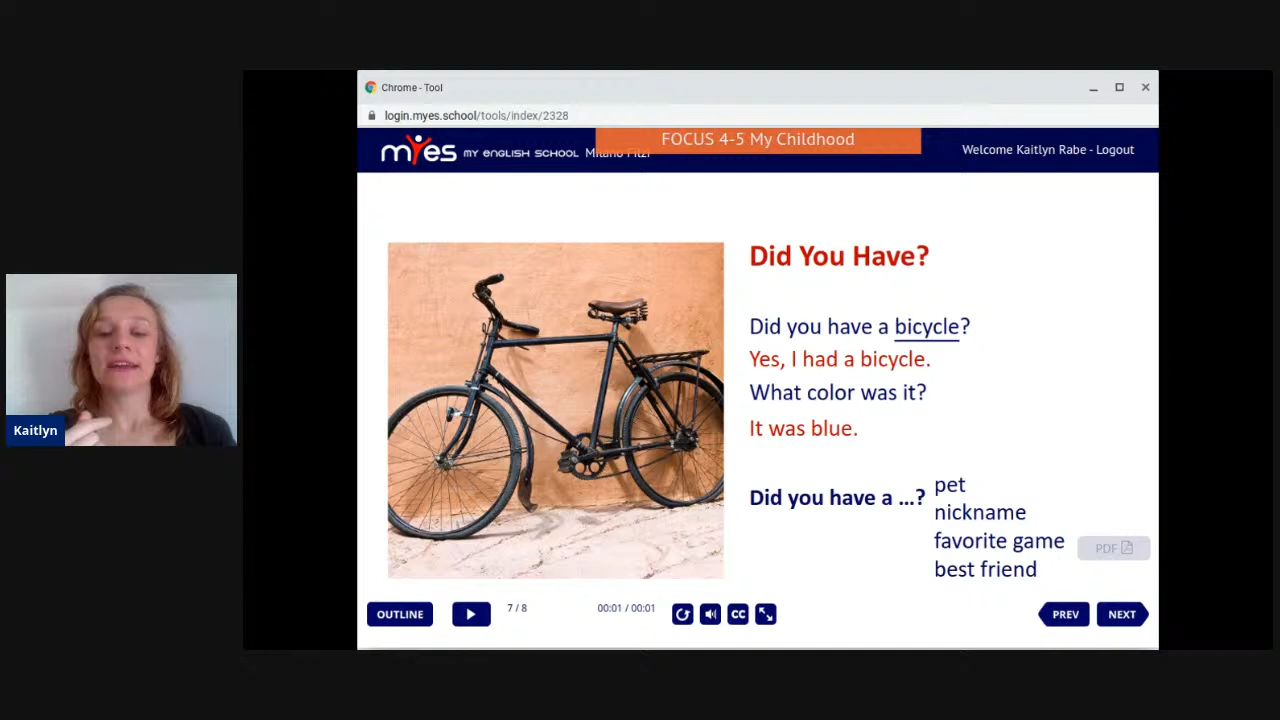 Chrome - Tool
login.myes.school/tools/index/2328
FOCUS 4-5 My Childhood
myes MY ENGLISH SCHOOL Milano Filzi
Welcome Kaitlyn Rabe - Logout
Did You Have?
Did you have a bicycle?
Yes, I had a bicycle.
What color was it?
It was blue.
Did you have a ...?
pet
nickname
favorite game
best friend
PDF
Kaitlyn
OUTLINE
7 / 8
00:01 / 00:01
CC
PREV
NEXT